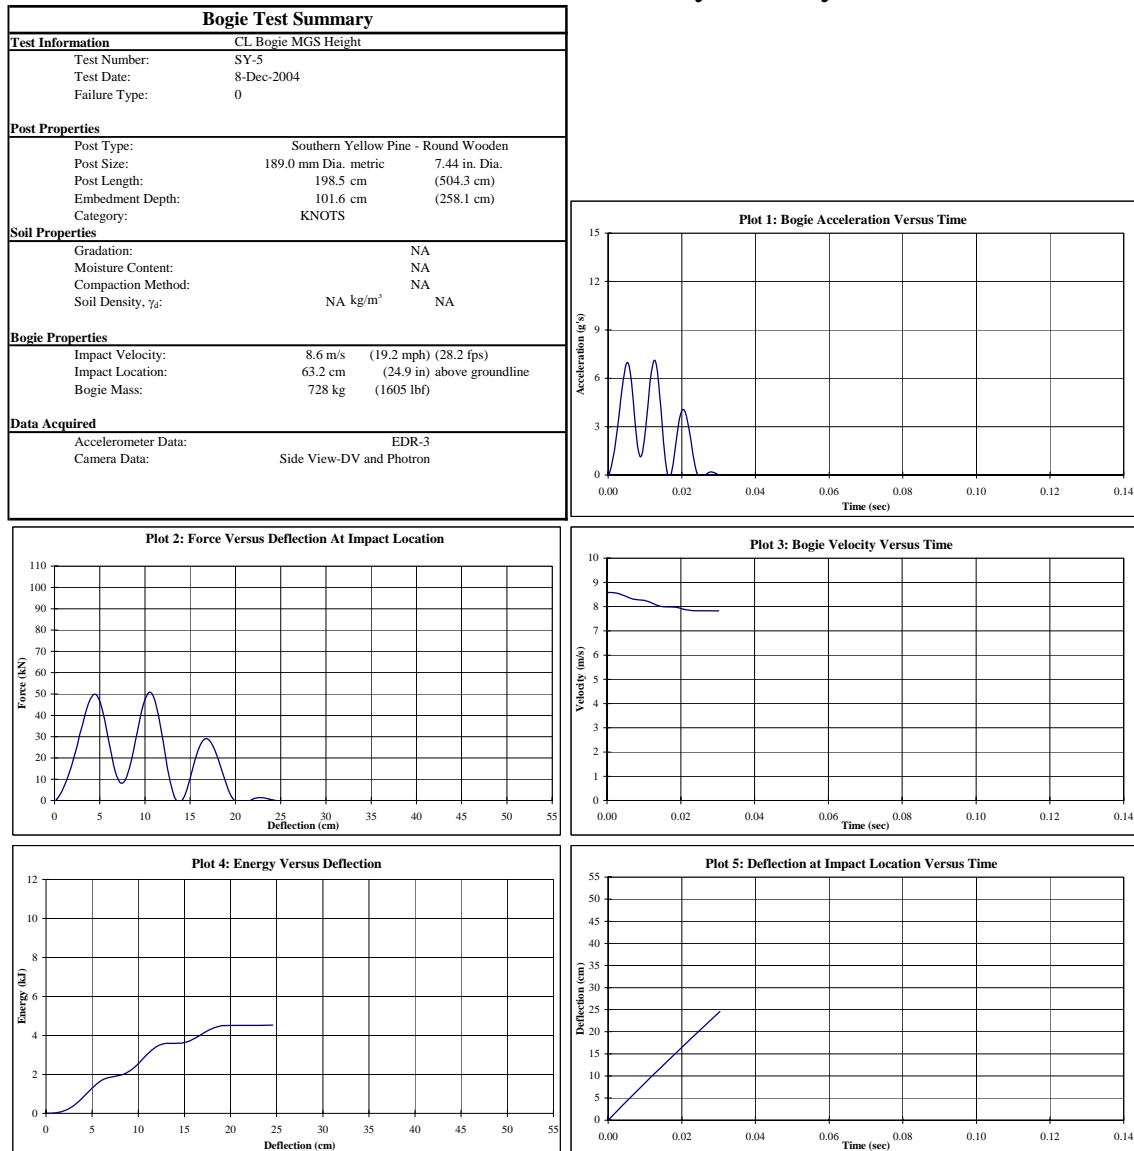 Bogie Test Summary
Test Information CL Bogie MGS Height
Test Number: SY-5
Test Date: 8-Dec-2004
Failure Type: 0
Post Properties
Post Type: Southern Yellow Pine - Round Wooden
Post Size: 189.0 mm Dia. metric 7.44 in. Dia.
Post Length: 198.5 cm (504.3 cm)
Embedment Depth: 101.6 cm (258.1 cm)
Category: KNOTS
Soil Properties
Gradation: NA
Moisture Content: NA
Compaction Method: NA
Soil Density, γd: NA kg/m³ NA
Bogie Properties
Impact Velocity: 8.6 m/s (19.2 mph) (28.2 fps)
Impact Location: 63.2 cm (24.9 in) above groundline
Bogie Mass: 728 kg (1605 lbf)
Data Acquired
Accelerometer Data: EDR-3
Camera Data: Side View-DV and Photron
Plot 1: Bogie Acceleration Versus Time
Acceleration (g's)
15
12
9
6
3
0
0.00 0.02 0.04 0.06 0.08 0.10 0.12 0.14
Time (sec)
Plot 2: Force Versus Deflection At Impact Location
Force (kN)
110
100
90
80
70
60
50
40
30
20
10
0
0 5 10 15 20 25 30 35 40 45 50 55
Deflection (cm)
Plot 3: Bogie Velocity Versus Time
Velocity (m/s)
10
9
8
7
6
5
4
3
2
1
0
0.00 0.02 0.04 0.06 0.08 0.10 0.12 0.14
Time (sec)
Plot 4: Energy Versus Deflection
Energy (kJ)
12
10
8
6
4
2
0
0 5 10 15 20 25 30 35 40 45 50 55
Deflection (cm)
Plot 5: Deflection at Impact Location Versus Time
Deflection (cm)
55
50
45
40
35
30
25
20
15
10
5
0
0.00 0.02 0.04 0.06 0.08 0.10 0.12 0.14
Time (sec)